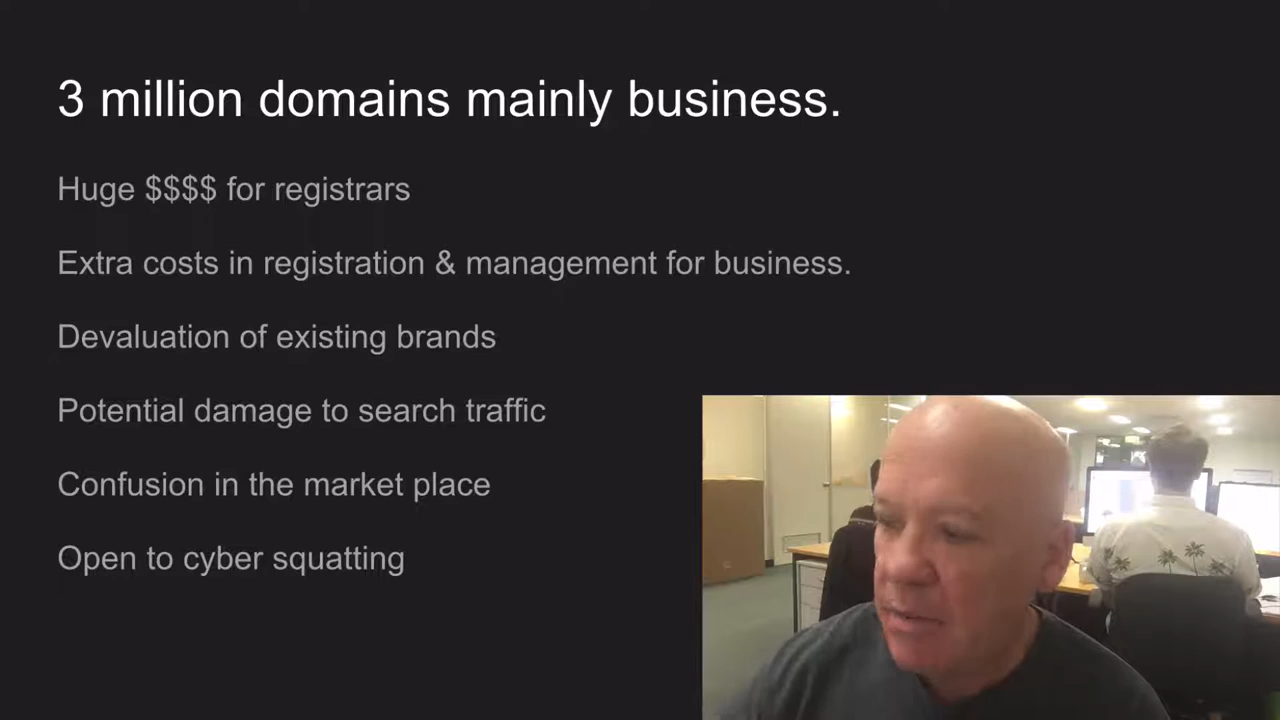 3 million domains mainly business.
Huge $$$$ for registrars
Extra costs in registration & management for business.
Devaluation of existing brands
Potential damage to search traffic
Confusion in the market place
Open to cyber squatting